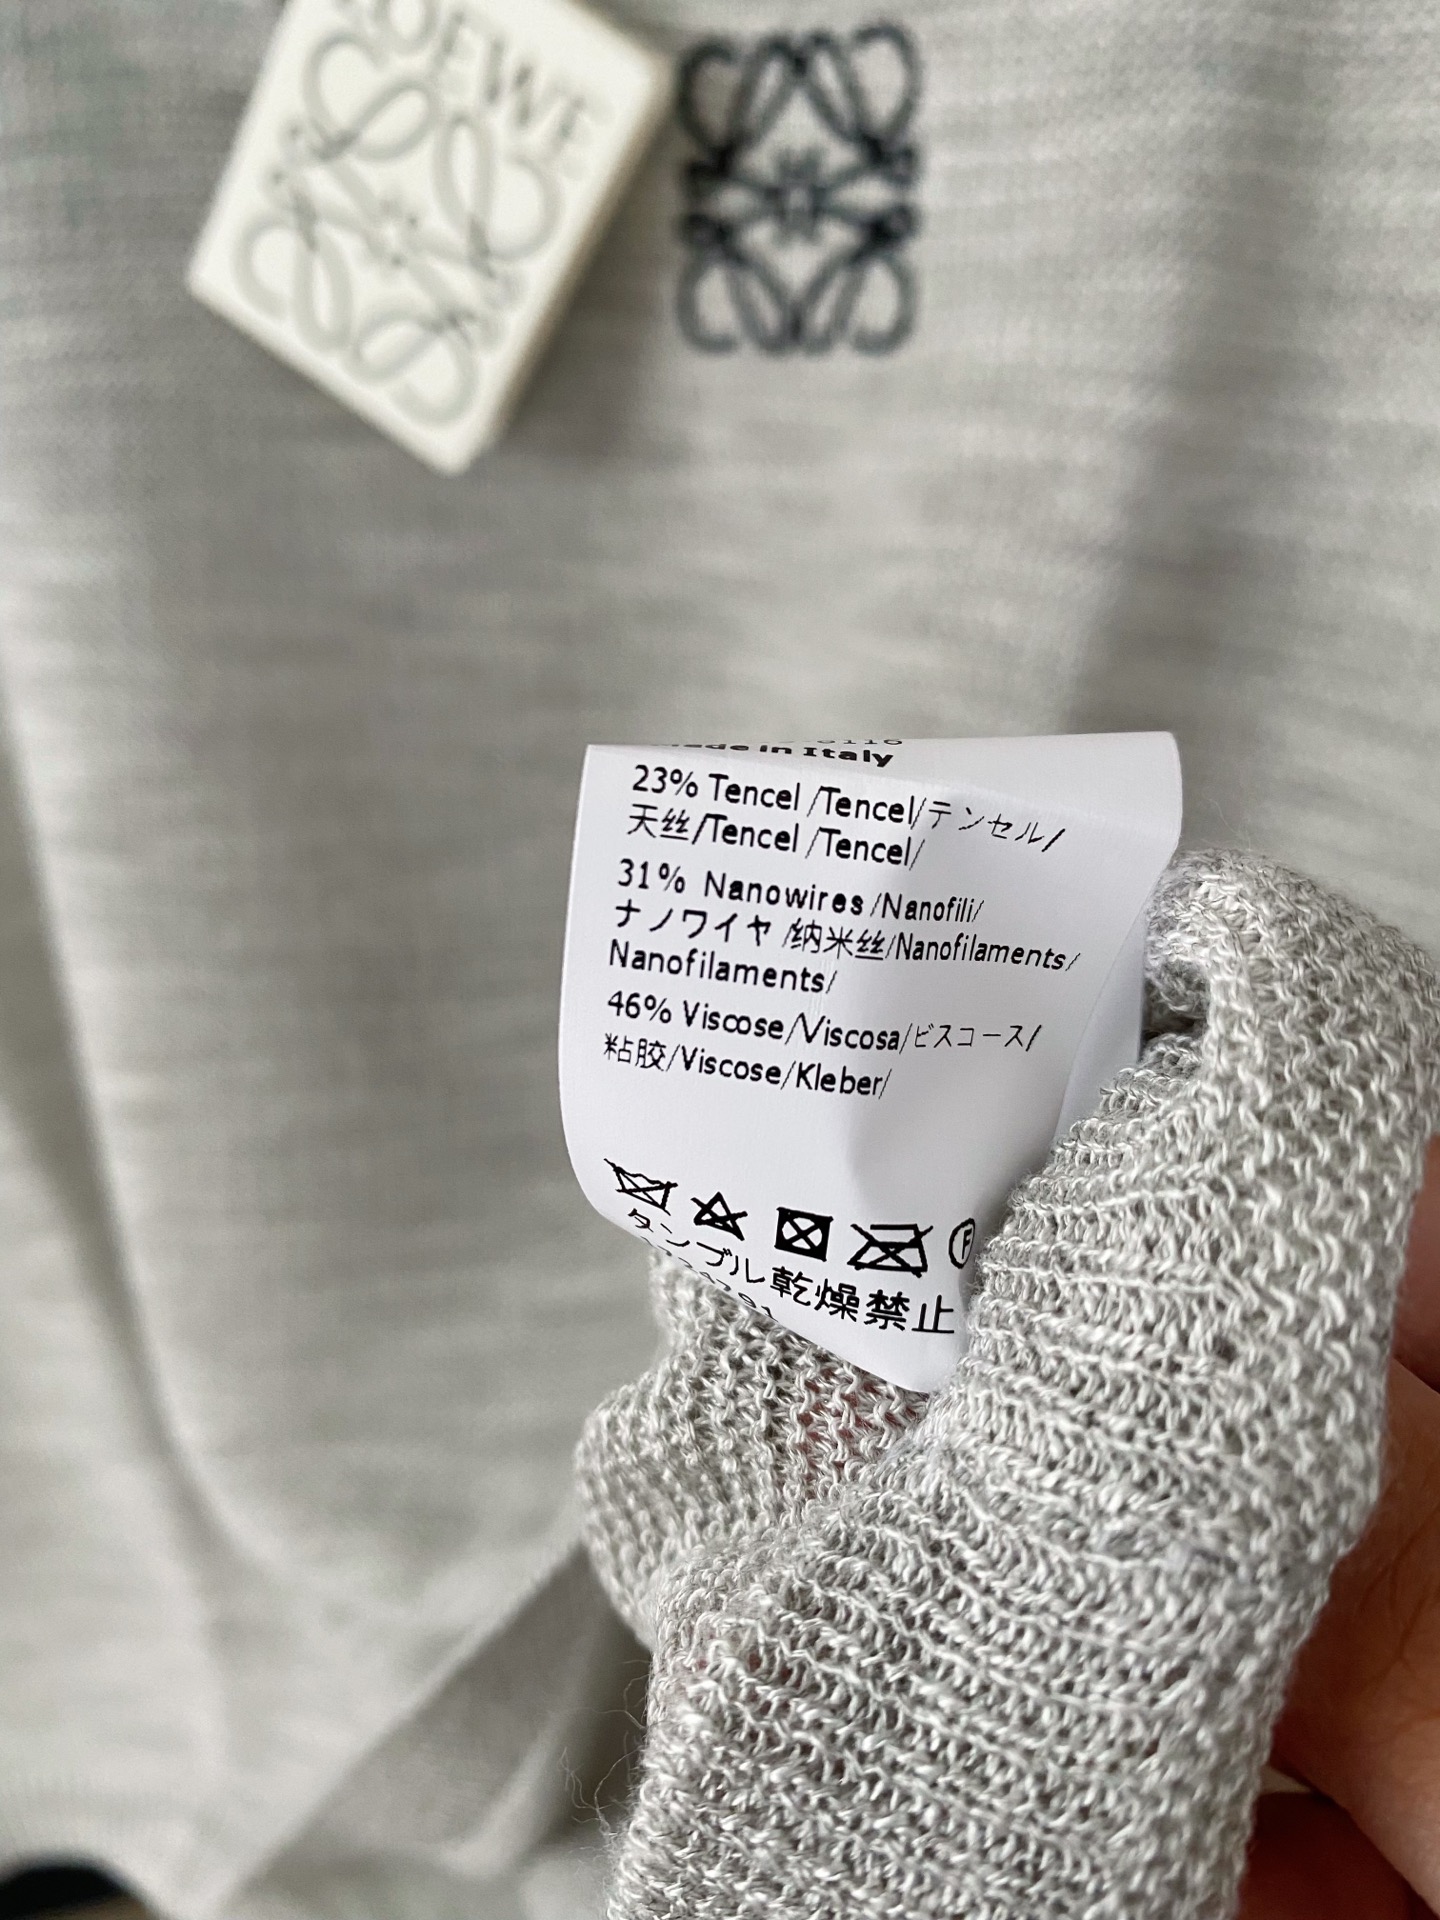 LOEWE
Made in Italy
23% Tencel /Tencel/テンセル/
天丝/Tencel /Tencel/
31% Nanowires /Nanofili/
ナノワイヤ /纳米丝/Nanofilaments/
Nanofilaments/
46% Viscose/Viscosa/ビスコース/
粘胶/Viscose/Kleber/
F
タンブル乾燥禁止